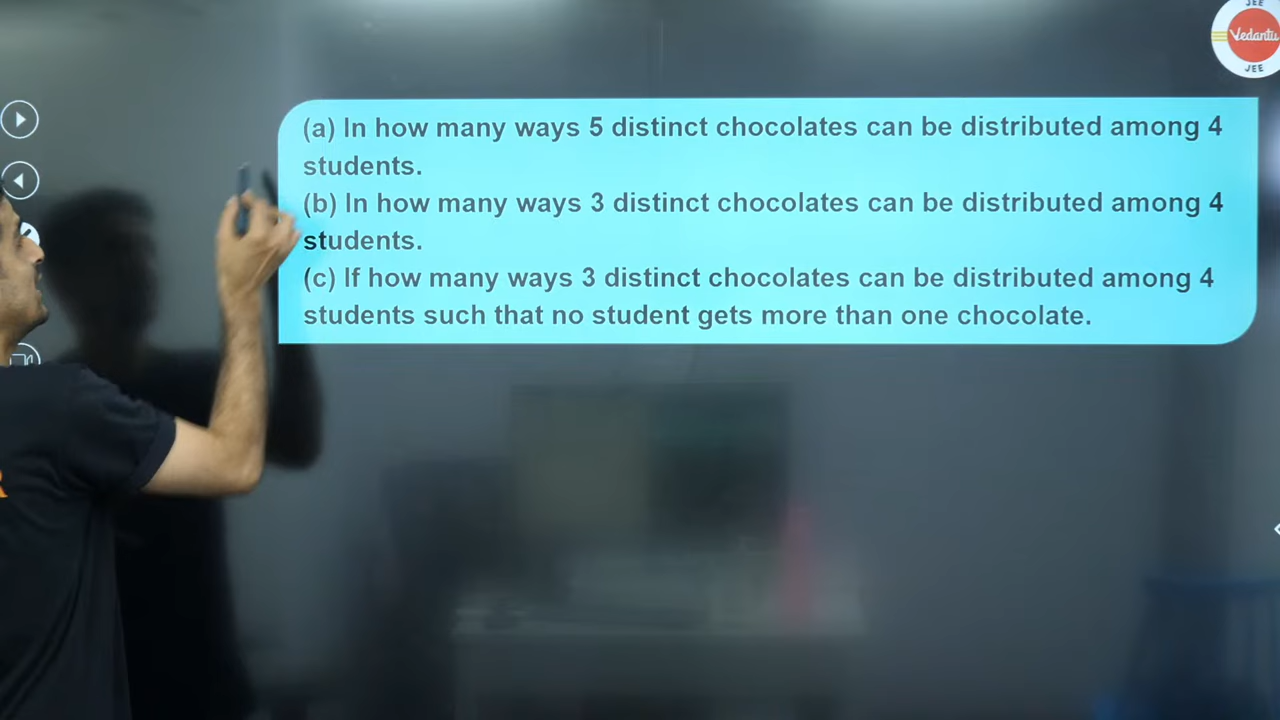 JEE
Vedantu
JEE
(a) In how many ways 5 distinct chocolates can be distributed among 4
students.
(b) In how many ways 3 distinct chocolates can be distributed among 4
students.
(c) If how many ways 3 distinct chocolates can be distributed among 4
students such that no student gets more than one chocolate.
R